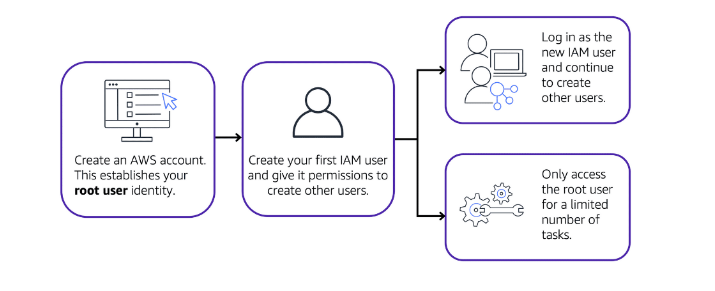 Create an AWS account.
This establishes your
root user identity.
Create your first IAM user
and give it permissions to
create other users.
Log in as the
new IAM user
and continue
to create
other users.
Only access
the root user
for a limited
number of
tasks.